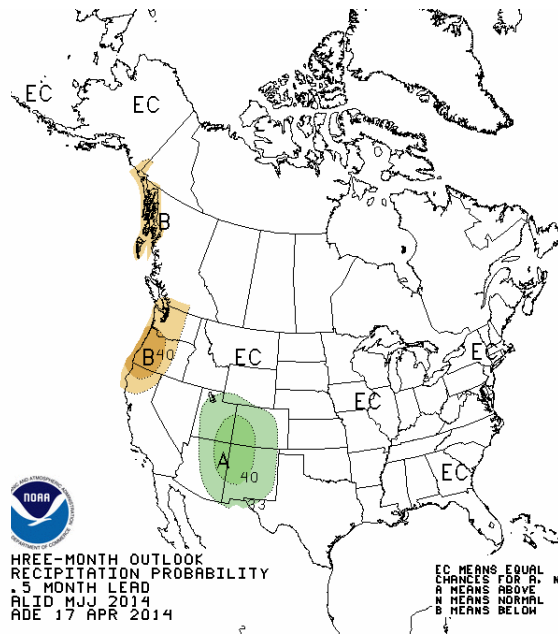 EC
EC
B
B
40
EC
EC
EC
A
40
33
EC
NOAA
HREE-MONTH OUTLOOK
RECIPITATION PROBABILITY
.5 MONTH LEAD
ALID MJJ 2014
ADE 17 APR 2014
EC MEANS EQUAL
CHANCES FOR A, N
A MEANS ABOVE
N MEANS NORMAL
B MEANS BELOW